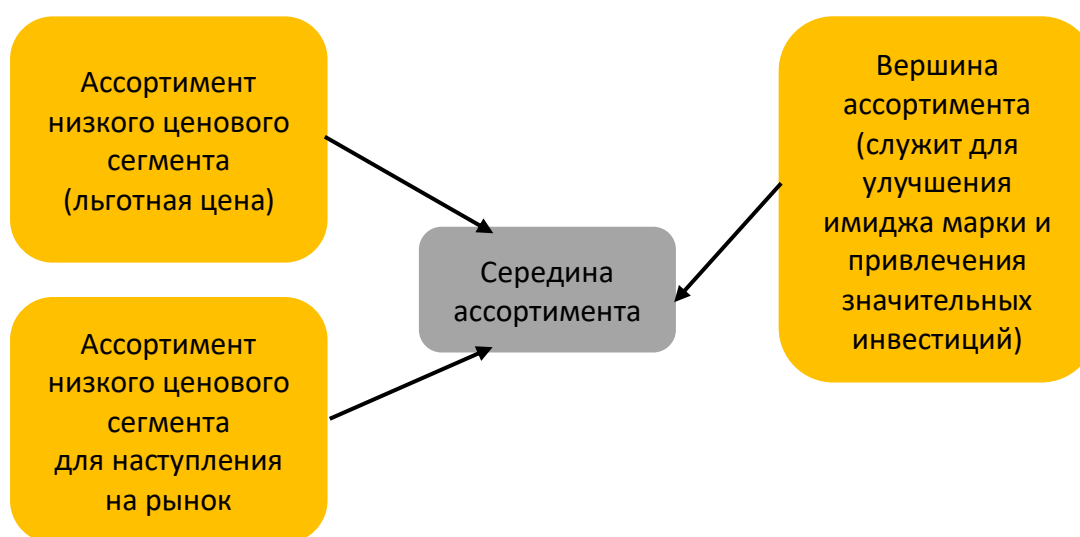 Ассортимент
низкого ценового
сегмента
(льготная цена)
Ассортимент
низкого ценового
сегмента
для наступления
на рынок
Середина
ассортимента
Вершина
ассортимента
(служит для
улучшения
имиджа марки и
привлечения
значительных
инвестиций)